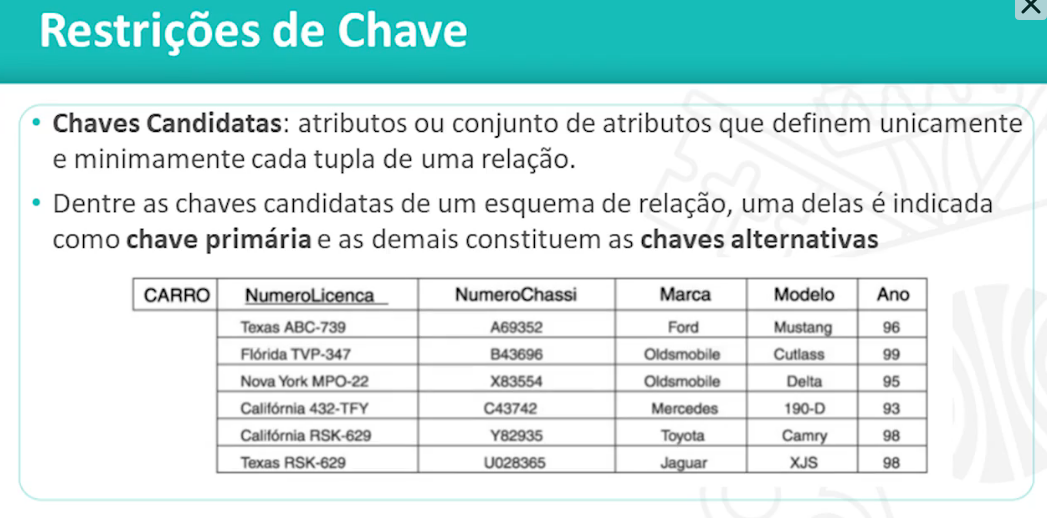 Restrições de Chave
• Chaves Candidatas: atributos ou conjunto de atributos que definem unicamente
e minimamente cada tupla de uma relação.
• Dentre as chaves candidatas de um esquema de relação, uma delas é indicada
como chave primária e as demais constituem as chaves alternativas
CARRO NumeroLicenca NumeroChassi Marca Modelo Ano
Texas ABC-739 A69352 Ford Mustang 96
Flórida TVP-347 B43696 Oldsmobile Cutlass 99
Nova York MPO-22 X83554 Oldsmobile Delta 95
Califórnia 432-TFY C43742 Mercedes 190-D 93
Califórnia RSK-629 Y82935 Toyota Camry 98
Texas RSK-629 U028365 Jaguar XJS 98